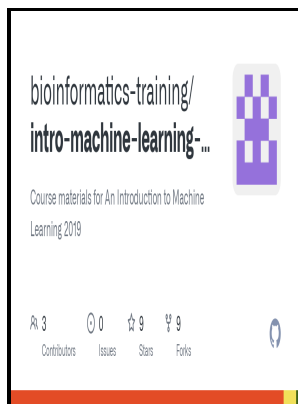 bioinformatics-training/
intro-machine-learning-...
Course materials for An Introduction to Machine
Learning 2019
3 0 9 9
Contributors Issues Stars Forks